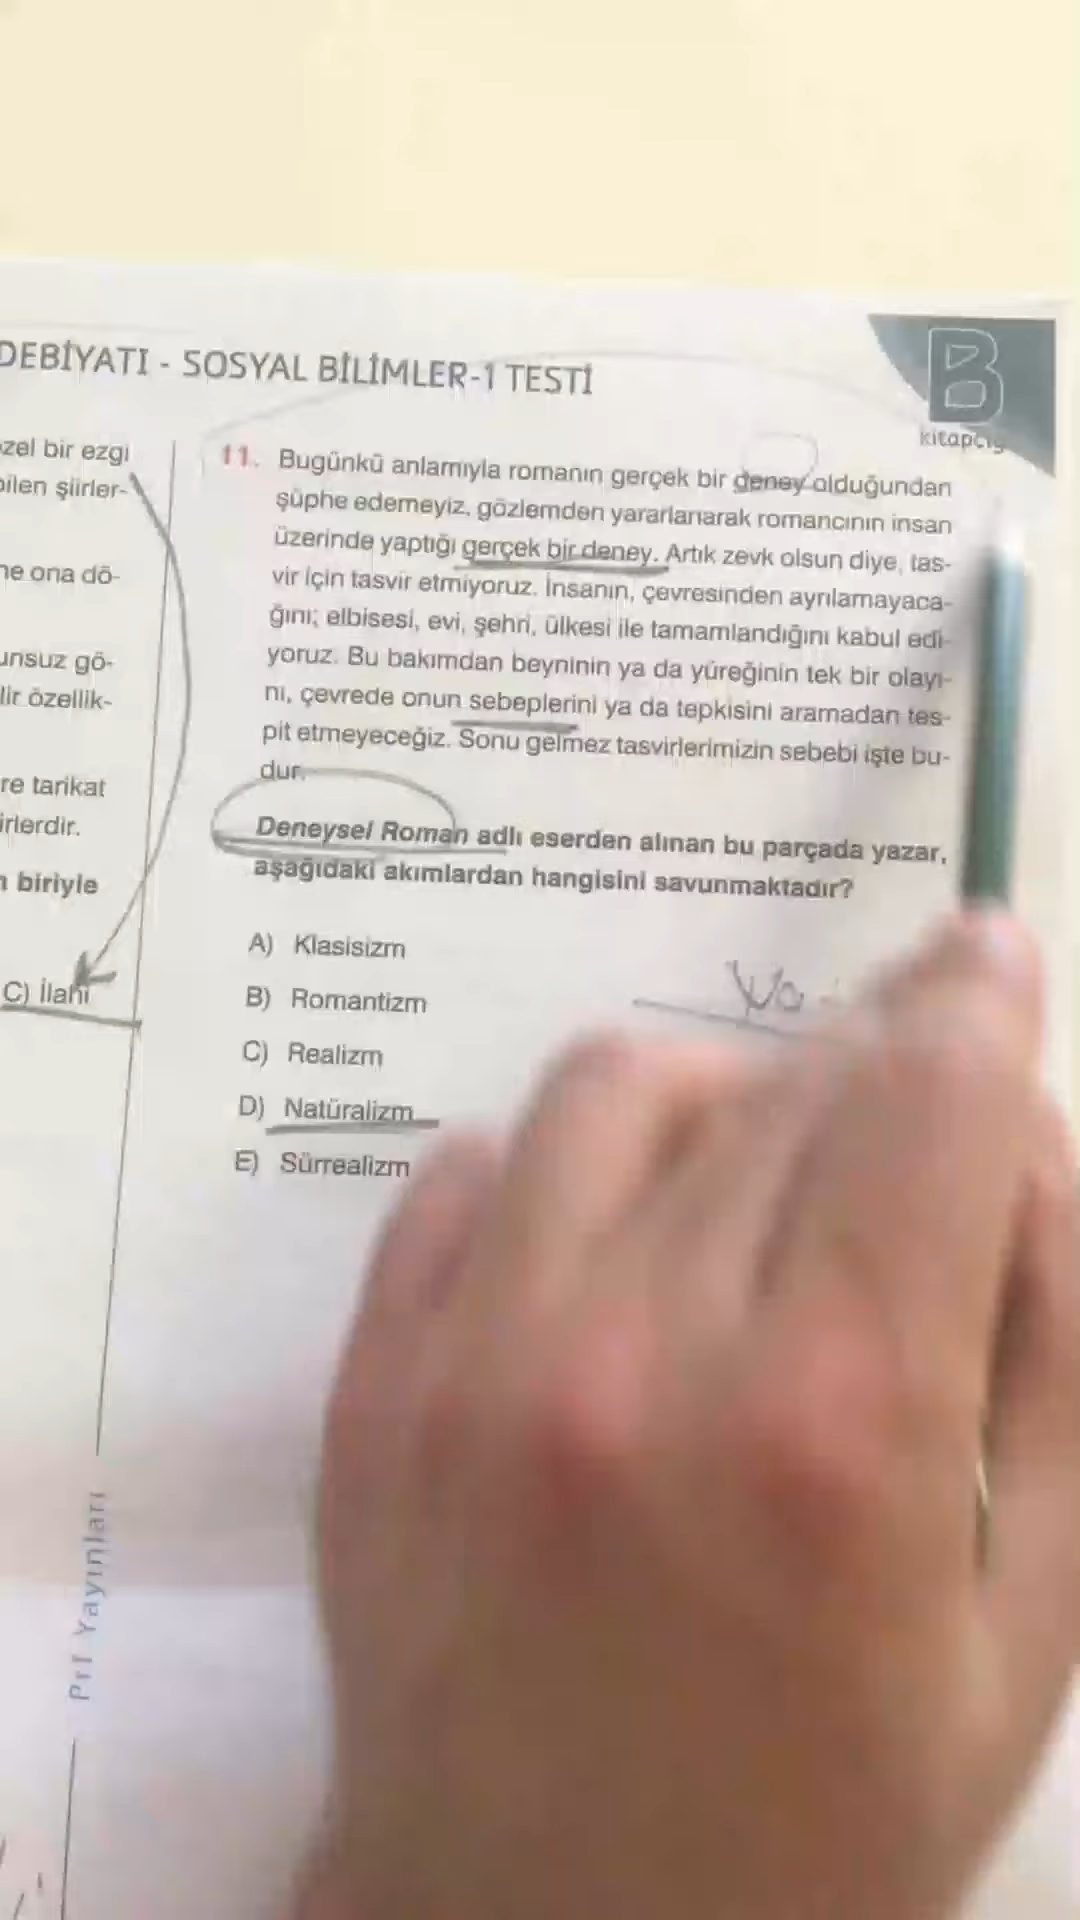 DEBİYATI - SOSYAL BİLİMLER-1 TESTİ
B
kitapçığ
zel bir ezgi
bilen şiirler-
ne ona dö-
unsuz gö-
lir özellik-
re tarikat
irlerdir.
n biriyle
C) İlahi
11. Bugünkü anlamıyla romanın gerçek bir deney olduğundan
şüphe edemeyiz, gözlemden yararlanarak romancının insan
üzerinde yaptığı gerçek bir deney. Artık zevk olsun diye, tas-
vir için tasvir etmiyoruz. İnsanın, çevresinden ayrılamayaca-
ğını; elbisesi, evi, şehri, ülkesi ile tamamlandığını kabul edi-
yoruz. Bu bakımdan beyninin ya da yüreğinin tek bir olayı-
nı, çevrede onun sebeplerini ya da tepkisini aramadan tes-
pit etmeyeceğiz. Sonu gelmez tasvirlerimizin sebebi işte bu-
dur.
Deneysel Roman adlı eserden alınan bu parçada yazar,
aşağıdaki akımlardan hangisini savunmaktadır?
A) Klasisizm
B) Romantizm
C) Realizm
D) Natüralizm
E) Sürrealizm
Prf Yayınları